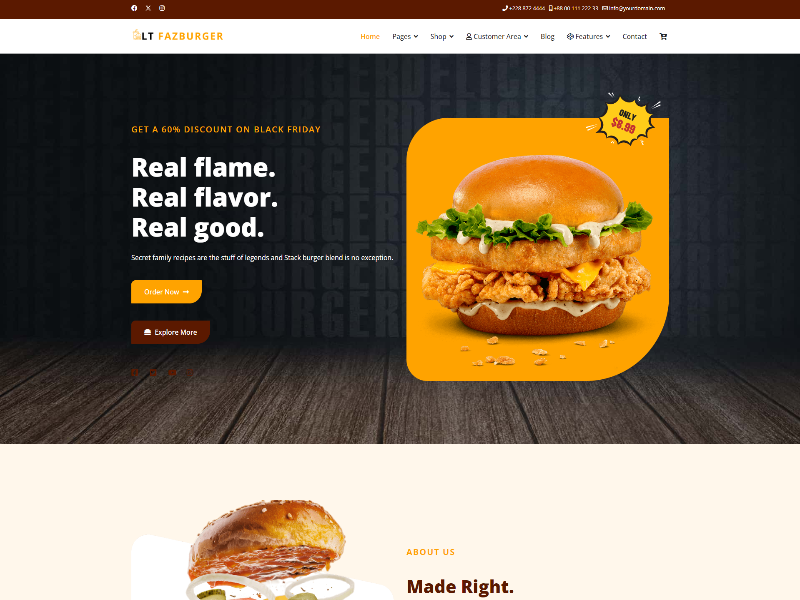 +228 872 4444 +88 00 111 222 33 info@yourdomain.com
LT FAZBURGER
Home Pages Shop Customer Area Blog Features Contact
GET A 60% DISCOUNT ON BLACK FRIDAY
ONLY
$8.99
Real flame.
Real flavor.
Real good.
Secret family recipes are the stuff of legends and Stack burger blend is no exception.
Order Now →
Explore More
ABOUT US
Made Right.